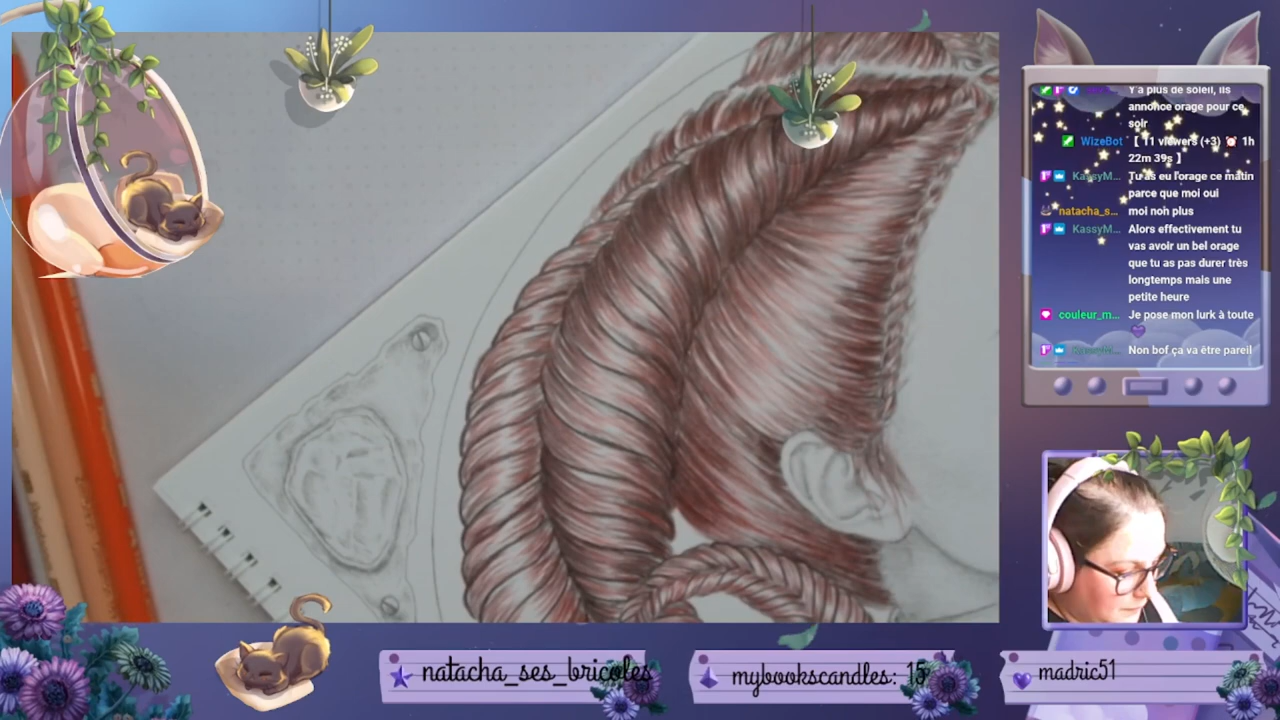 Y'a plus de soleil, ils
annonce orage pour ce
soir
WizeBot 【 11 viewers (+3) ⏰ 1h
22m 39s 】
KassyM... Tu as eu l'orage ce matin
parce que moi oui
natacha_s... moi non plus
KassyM... Alors effectivement tu
vas avoir un bel orage
que tu as pas durer très
longtemps mais une
petite heure
couleur_m... Je pose mon lurk à toute
💜
KassyM... Non bof ça va être pareil
natacha_ses_bricoles
mybookscandles: 15
madric51